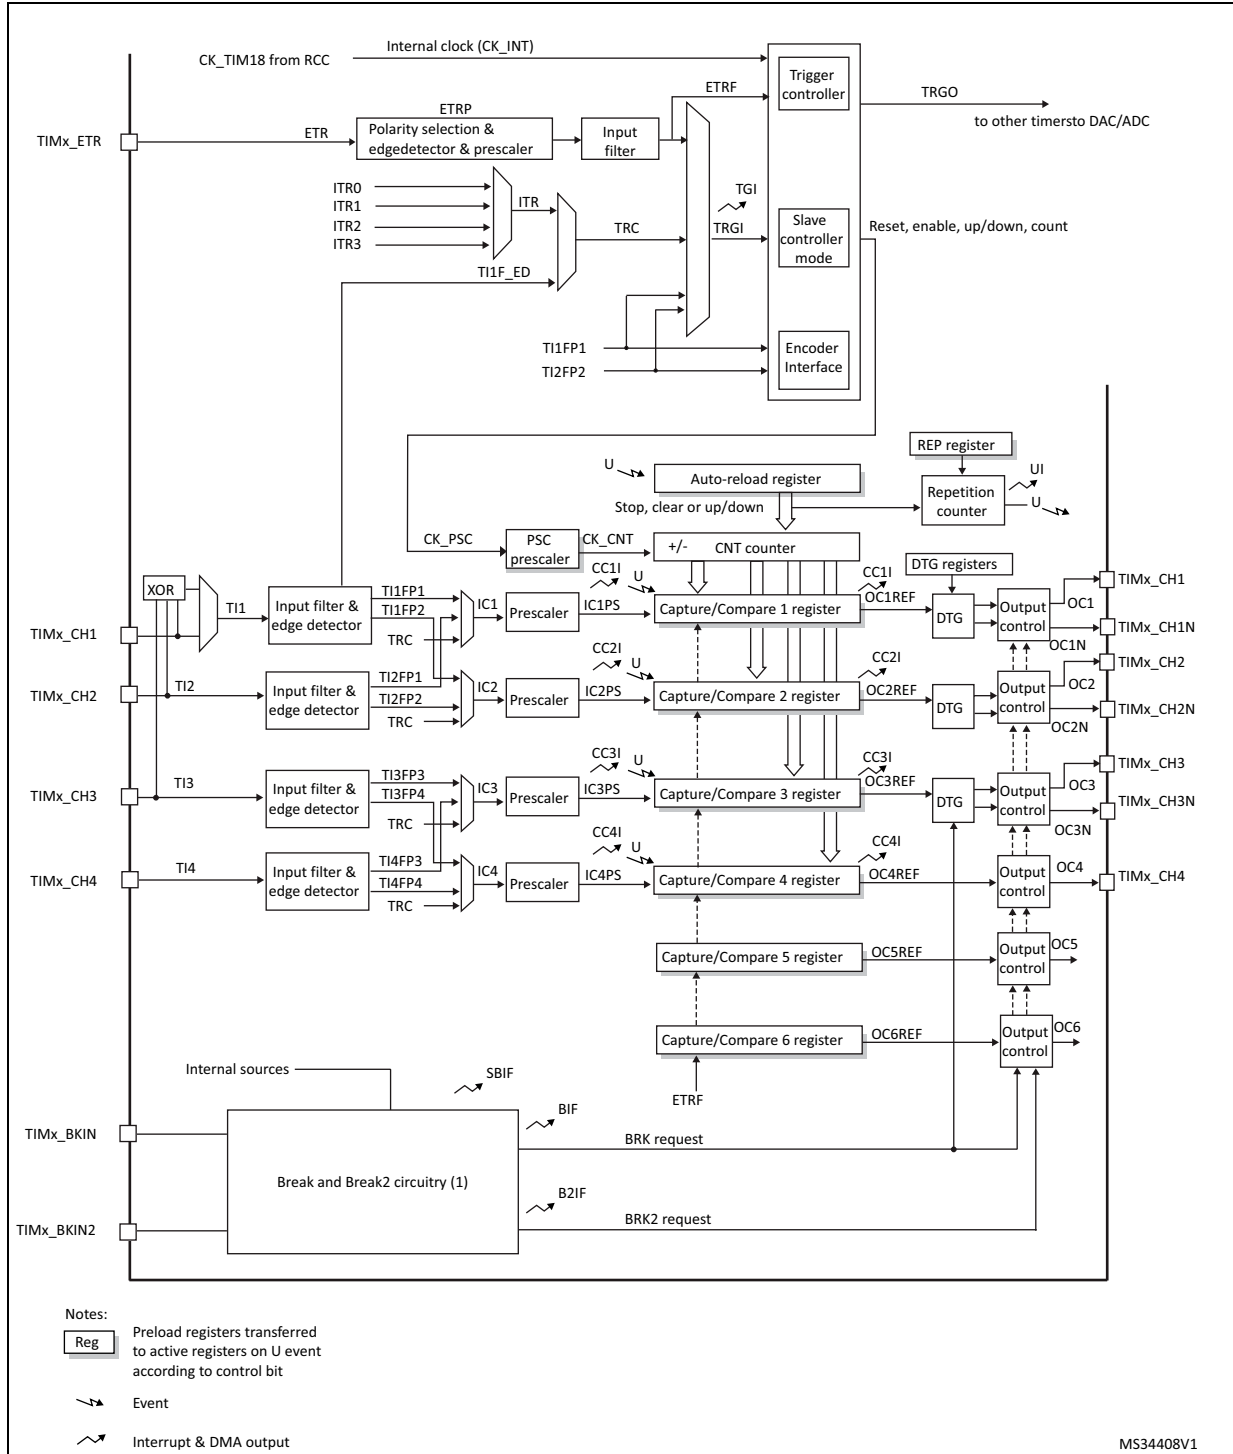 Internal clock (CK_INT)
CK_TIM18 from RCC
Trigger
controller
ETRF
TRGO
to other timersto DAC/ADC
ETRP
TIMx_ETR
ETR
Polarity selection &
edgedetector & prescaler
Input
filter
ITR0
ITR1
ITR2
ITR3
ITR
TRC
TGI
TRGI
Slave
controller
mode
Reset, enable, up/down, count
TI1F_ED
TI1FP1
TI2FP2
Encoder
Interface
REP register
U
Auto-reload register
UI
Repetition
counter
U
Stop, clear or up/down
CK_PSC
PSC
prescaler
CK_CNT
+/-
CNT counter
DTG registers
XOR
TI1
TIMx_CH1
Input filter &
edge detector
TI1FP1
TI1FP2
TRC
IC1
Prescaler
IC1PS
CC1I
U
Capture/Compare 1 register
CC1I
OC1REF
DTG
Output
control
OC1
TIMx_CH1
TIMx_CH1N
OC1N
TIMx_CH2
TI2
Input filter &
edge detector
TI2FP1
TI2FP2
TRC
IC2
Prescaler
IC2PS
CC2I
U
Capture/Compare 2 register
CC2I
OC2REF
DTG
Output
control
OC2
TIMx_CH2
TIMx_CH2N
OC2N
TIMx_CH3
TI3
Input filter &
edge detector
TI3FP3
TI3FP4
TRC
IC3
Prescaler
IC3PS
CC3I
U
Capture/Compare 3 register
CC3I
OC3REF
DTG
Output
control
OC3
TIMx_CH3
TIMx_CH3N
OC3N
TIMx_CH4
TI4
Input filter &
edge detector
TI4FP3
TI4FP4
TRC
IC4
Prescaler
IC4PS
CC4I
U
Capture/Compare 4 register
CC4I
OC4REF
Output
control
OC4
TIMx_CH4
Capture/Compare 5 register
OC5REF
Output
control
OC5
Capture/Compare 6 register
OC6REF
Output
control
OC6
ETRF
Internal sources
SBIF
TIMx_BKIN
BIF
BRK request
Break and Break2 circuitry (1)
B2IF
TIMx_BKIN2
BRK2 request
Notes:
Reg
Preload registers transferred
to active registers on U event
according to control bit
Event
Interrupt & DMA output
MS34408V1